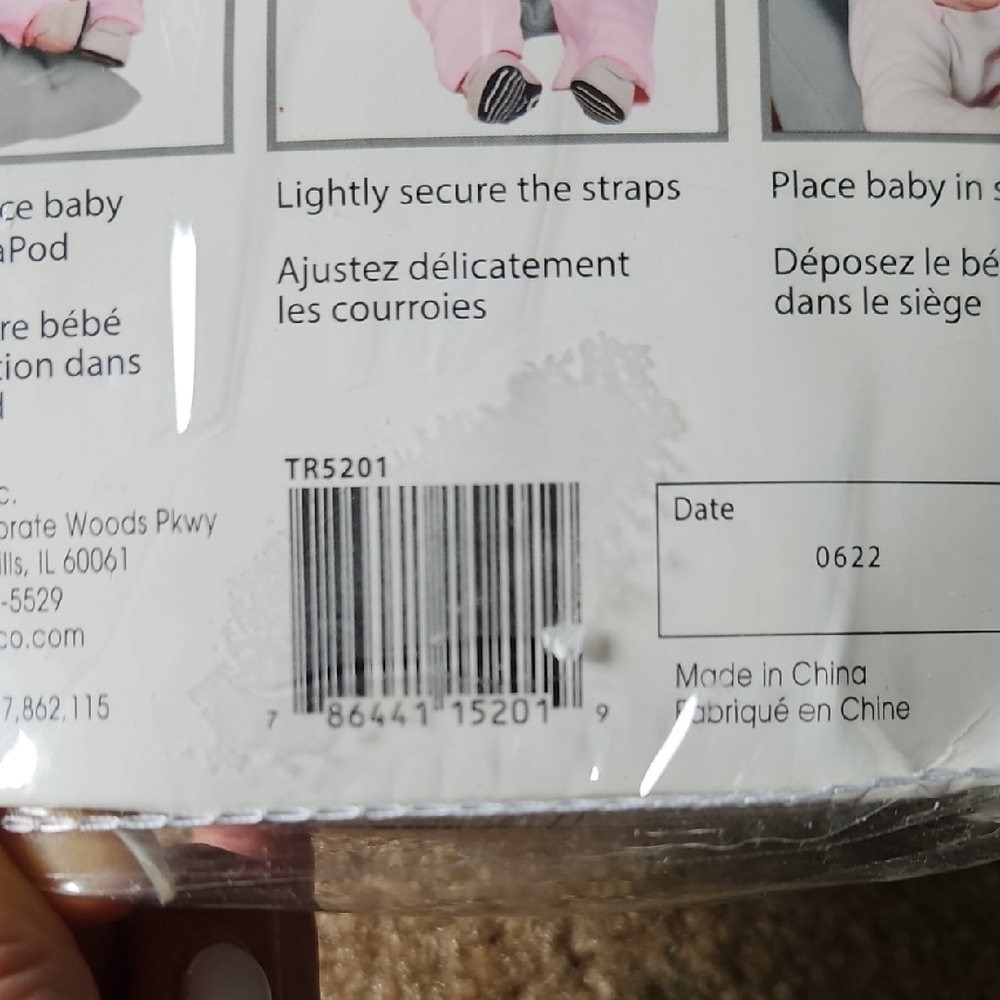 ce baby
aPod
re bébé
tion dans
Lightly secure the straps
Ajustez délicatement
les courroies
Place baby in s
Déposez le bé
dans le siège
c.
orate Woods Pkwy
ills, IL 60061
-5529
co.com
7,862,115
TR5201
7 86441 15201 9
Date
0622
Made in China
Fabriqué en Chine